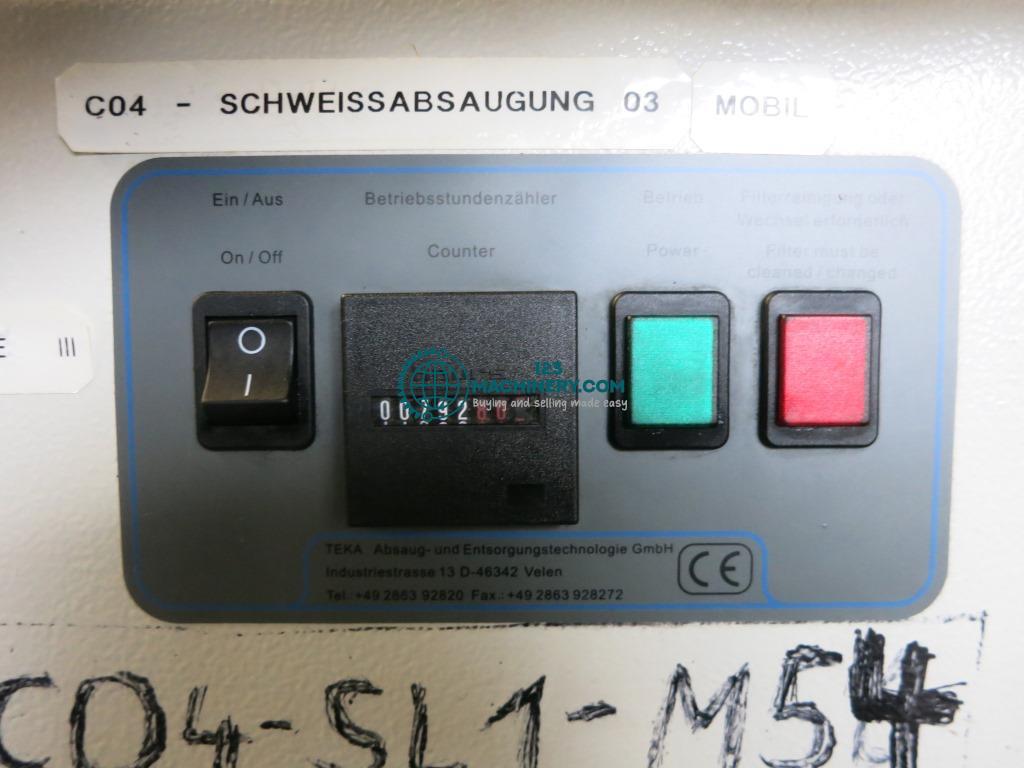 C04 - SCHWEISSABSAUGUNG 03 MOBIL
Ein / Aus Betriebsstundenzähler Betrieb Filterreinigung oder
Wechsel erforderlich
On / Off Counter Power Filter must be
cleaned / changed
E III
O
I
123
MACHINERY.COM
Buying and selling made easy
00792
TEKA Absaug- und Entsorgungstechnologie GmbH
Industriestrasse 13 D-46342 Velen
Tel.:+49 2863 92820 Fax.:+49 2863 928272
CE
C04-SL1-M54